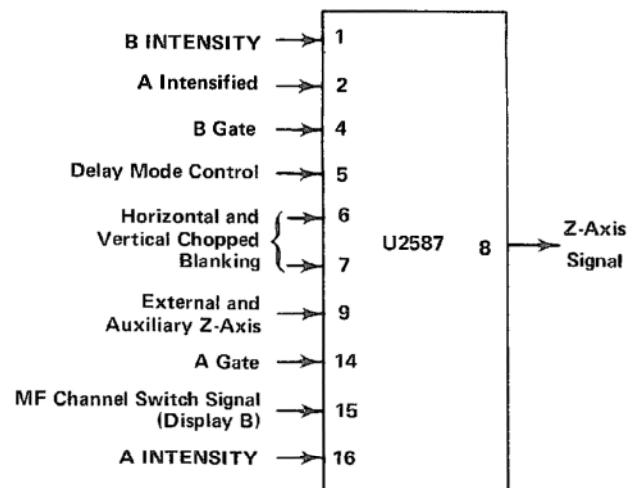 B INTENSITY 1
A Intensified 2
B Gate 4
Delay Mode Control 5
Horizontal and 6
Vertical Chopped
Blanking 7
U2587 8
Z-Axis
Signal
External and 9
Auxiliary Z-Axis
A Gate 14
MF Channel Switch Signal 15
(Display B)
A INTENSITY 16